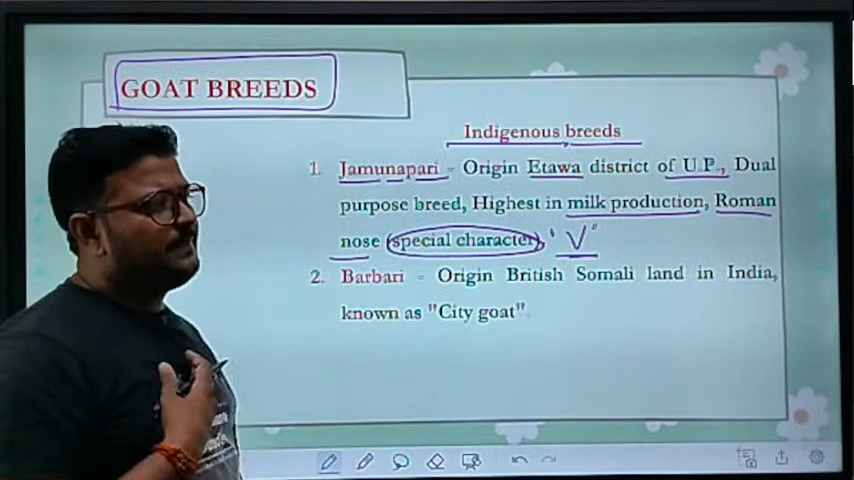 GOAT BREEDS
Indigenous breeds
1. Jamunapari - Origin Etawa district of U.P., Dual
purpose breed, Highest in milk production, Roman
nose (special character), 'V'
2. Barbari - Origin British Somali land in India,
known as "City goat".